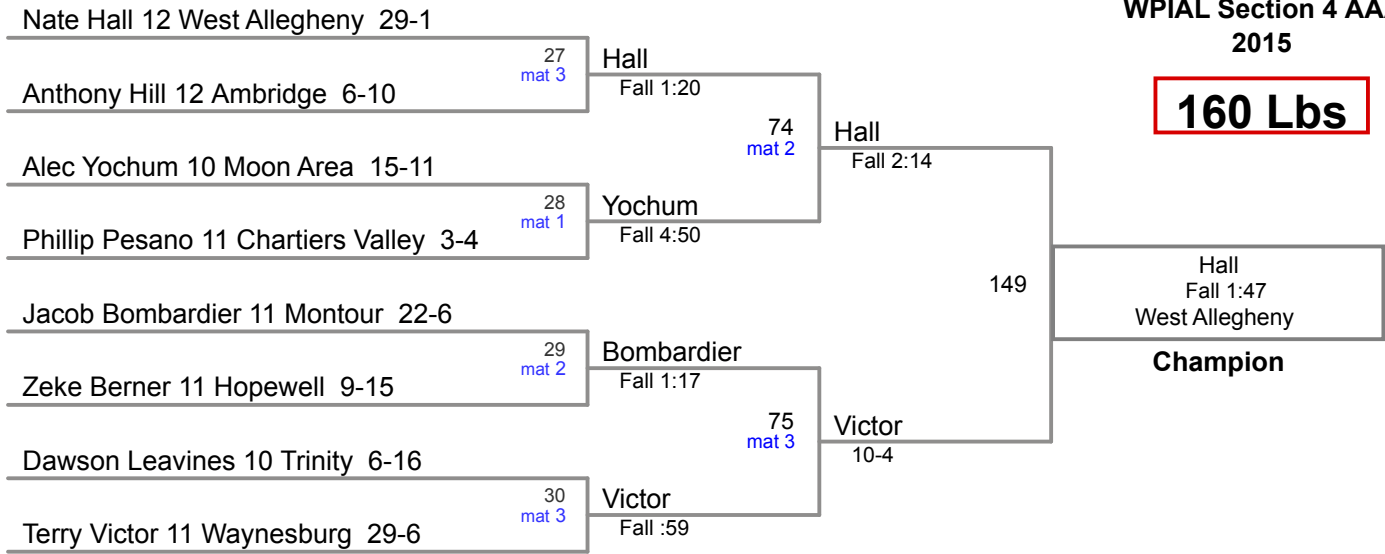 WPIAL Section 4 AA
2015
160 Lbs
Nate Hall 12 West Allegheny 29-1
27
mat 3
Hall
Fall 1:20
Anthony Hill 12 Ambridge 6-10
74
mat 2
Hall
Fall 2:14
Alec Yochum 10 Moon Area 15-11
28
mat 1
Yochum
Fall 4:50
Phillip Pesano 11 Chartiers Valley 3-4
149
Hall
Fall 1:47
West Allegheny
Champion
Jacob Bombardier 11 Montour 22-6
29
mat 2
Bombardier
Fall 1:17
Zeke Berner 11 Hopewell 9-15
75
mat 3
Victor
10-4
Dawson Leavines 10 Trinity 6-16
30
mat 3
Victor
Fall :59
Terry Victor 11 Waynesburg 29-6